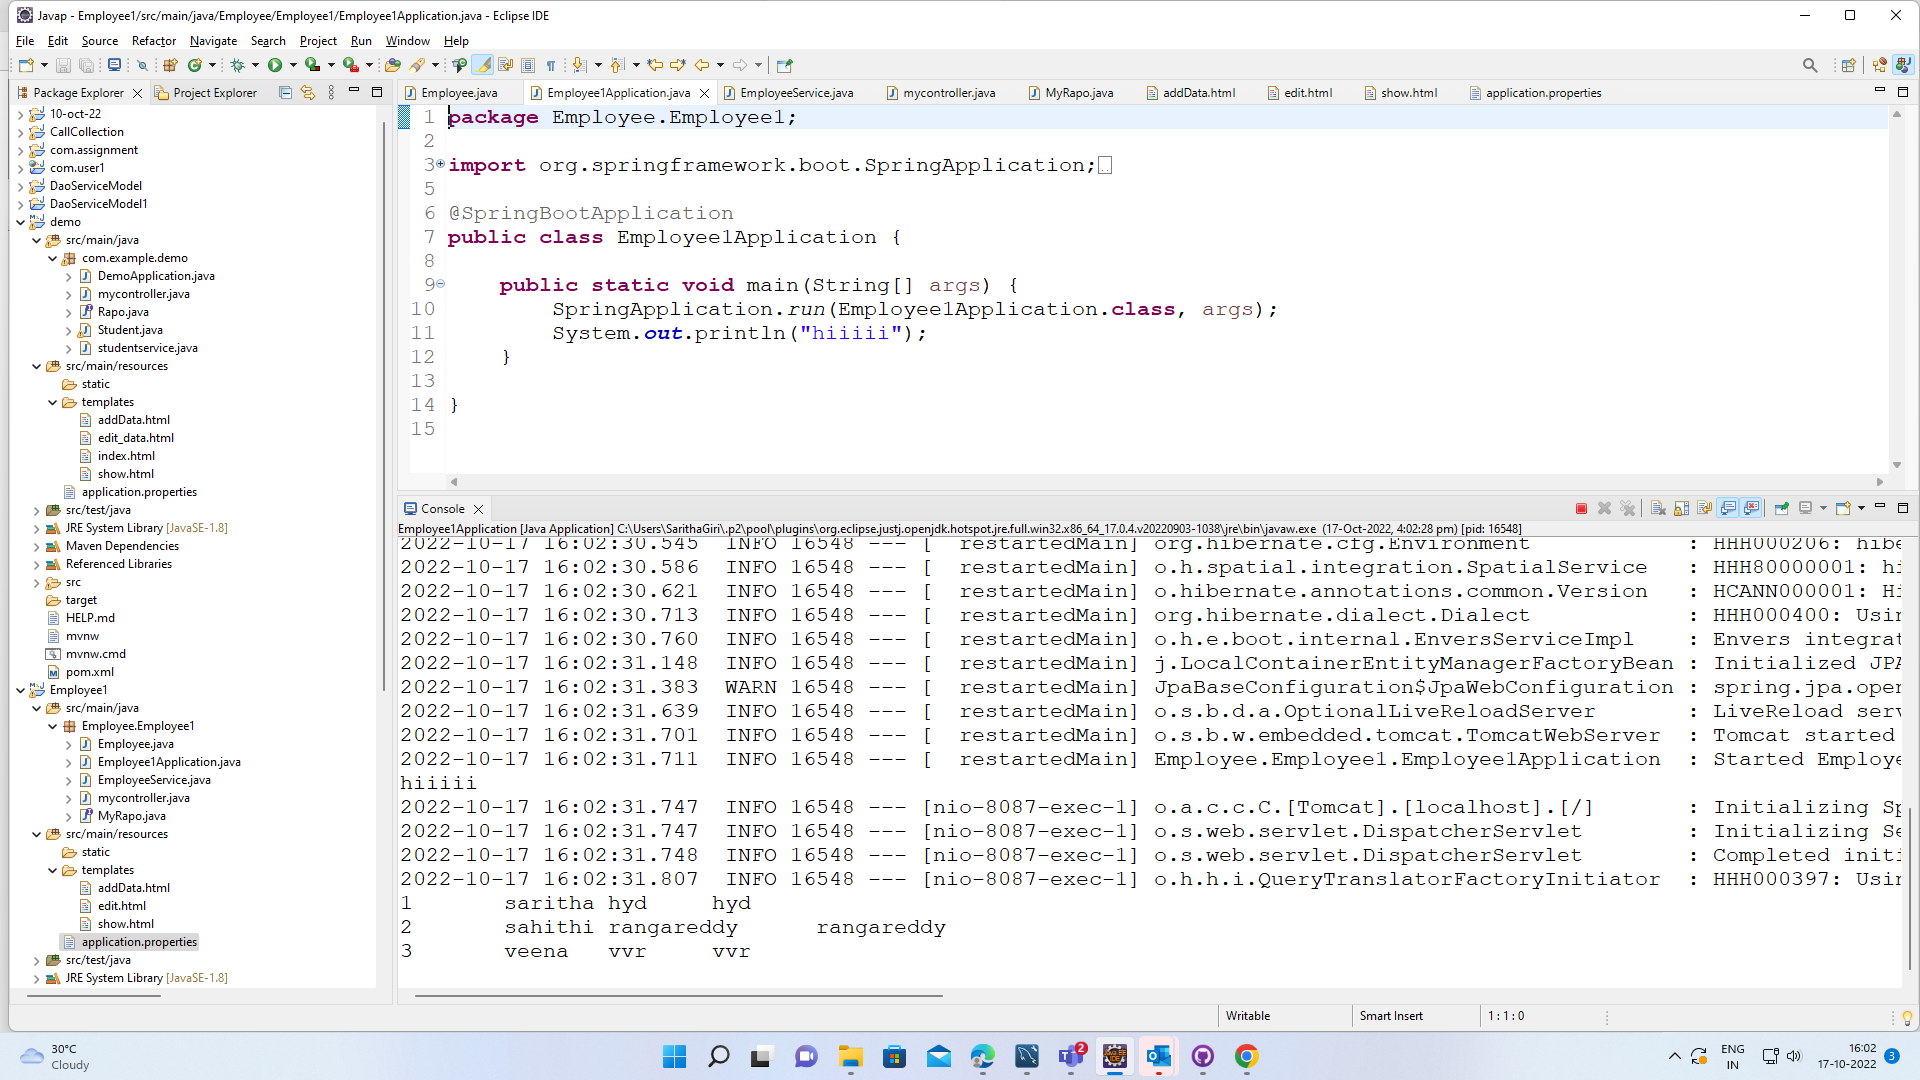 Javap - Employee1/src/main/java/Employee/Employee1/Employee1Application.java - Eclipse IDE
File Edit Source Refactor Navigate Search Project Run Window Help
Package Explorer
Project Explorer
10-oct-22
CallCollection
com.assignment
com.user1
DaoServiceModel
DaoServiceModel1
demo
src/main/java
com.example.demo
DemoApplication.java
mycontroller.java
Rapo.java
Student.java
studentservice.java
src/main/resources
static
templates
addData.html
edit_data.html
index.html
show.html
application.properties
src/test/java
JRE System Library [JavaSE-1.8]
Maven Dependencies
Referenced Libraries
src
target
HELP.md
mvnw
mvnw.cmd
pom.xml
Employee1
src/main/java
Employee.Employee1
Employee.java
Employee1Application.java
EmployeeService.java
mycontroller.java
MyRapo.java
src/main/resources
static
templates
addData.html
edit.html
show.html
application.properties
src/test/java
JRE System Library [JavaSE-1.8]
Employee.java Employee1Application.java EmployeeService.java mycontroller.java MyRapo.java addData.html edit.html show.html application.properties
1 package Employee.Employee1;
2
3 import org.springframework.boot.SpringApplication;
5
6 @SpringBootApplication
7 public class Employee1Application {
8
9 public static void main(String[] args) {
10 SpringApplication.run(Employee1Application.class, args);
11 System.out.println("hiiiii");
12 }
13
14 }
15
Console
Employee1Application [Java Application] C:\Users\SarithaGiri\.p2\pool\plugins\org.eclipse.justj.openjdk.hotspot.jre.full.win32.x86_64_17.0.4.v20220903-1038\jre\bin\javaw.exe (17-Oct-2022, 4:02:28 pm) [pid: 16548]
2022-10-17 16:02:30.545 INFO 16548 --- [ restartedMain] org.hibernate.cfg.Environment : HHH000206: hibe
2022-10-17 16:02:30.586 INFO 16548 --- [ restartedMain] o.h.spatial.integration.SpatialService : HHH80000001: hi
2022-10-17 16:02:30.621 INFO 16548 --- [ restartedMain] o.hibernate.annotations.common.Version : HCANN000001: Hi
2022-10-17 16:02:30.713 INFO 16548 --- [ restartedMain] org.hibernate.dialect.Dialect : HHH000400: Usin
2022-10-17 16:02:30.760 INFO 16548 --- [ restartedMain] o.h.e.boot.internal.EnversServiceImpl : Envers integrat
2022-10-17 16:02:31.148 INFO 16548 --- [ restartedMain] j.LocalContainerEntityManagerFactoryBean : Initialized JPA
2022-10-17 16:02:31.383 WARN 16548 --- [ restartedMain] JpaBaseConfiguration$JpaWebConfiguration : spring.jpa.open
2022-10-17 16:02:31.639 INFO 16548 --- [ restartedMain] o.s.b.d.a.OptionalLiveReloadServer : LiveReload serv
2022-10-17 16:02:31.701 INFO 16548 --- [ restartedMain] o.s.b.w.embedded.tomcat.TomcatWebServer : Tomcat started
2022-10-17 16:02:31.711 INFO 16548 --- [ restartedMain] Employee.Employee1.Employee1Application : Started Employe
hiiiii
2022-10-17 16:02:31.747 INFO 16548 --- [nio-8087-exec-1] o.a.c.c.C.[Tomcat].[localhost].[/] : Initializing Sp
2022-10-17 16:02:31.747 INFO 16548 --- [nio-8087-exec-1] o.s.web.servlet.DispatcherServlet : Initializing Se
2022-10-17 16:02:31.748 INFO 16548 --- [nio-8087-exec-1] o.s.web.servlet.DispatcherServlet : Completed initi
2022-10-17 16:02:31.807 INFO 16548 --- [nio-8087-exec-1] o.h.h.i.QueryTranslatorFactoryInitiator : HHH000397: Usin
1 saritha hyd hyd
2 sahithi rangareddy rangareddy
3 veena vvr vvr
Writable
Smart Insert
1 : 1 : 0
30°C
Cloudy
2
ENG
IN
16:02
17-10-2022
3